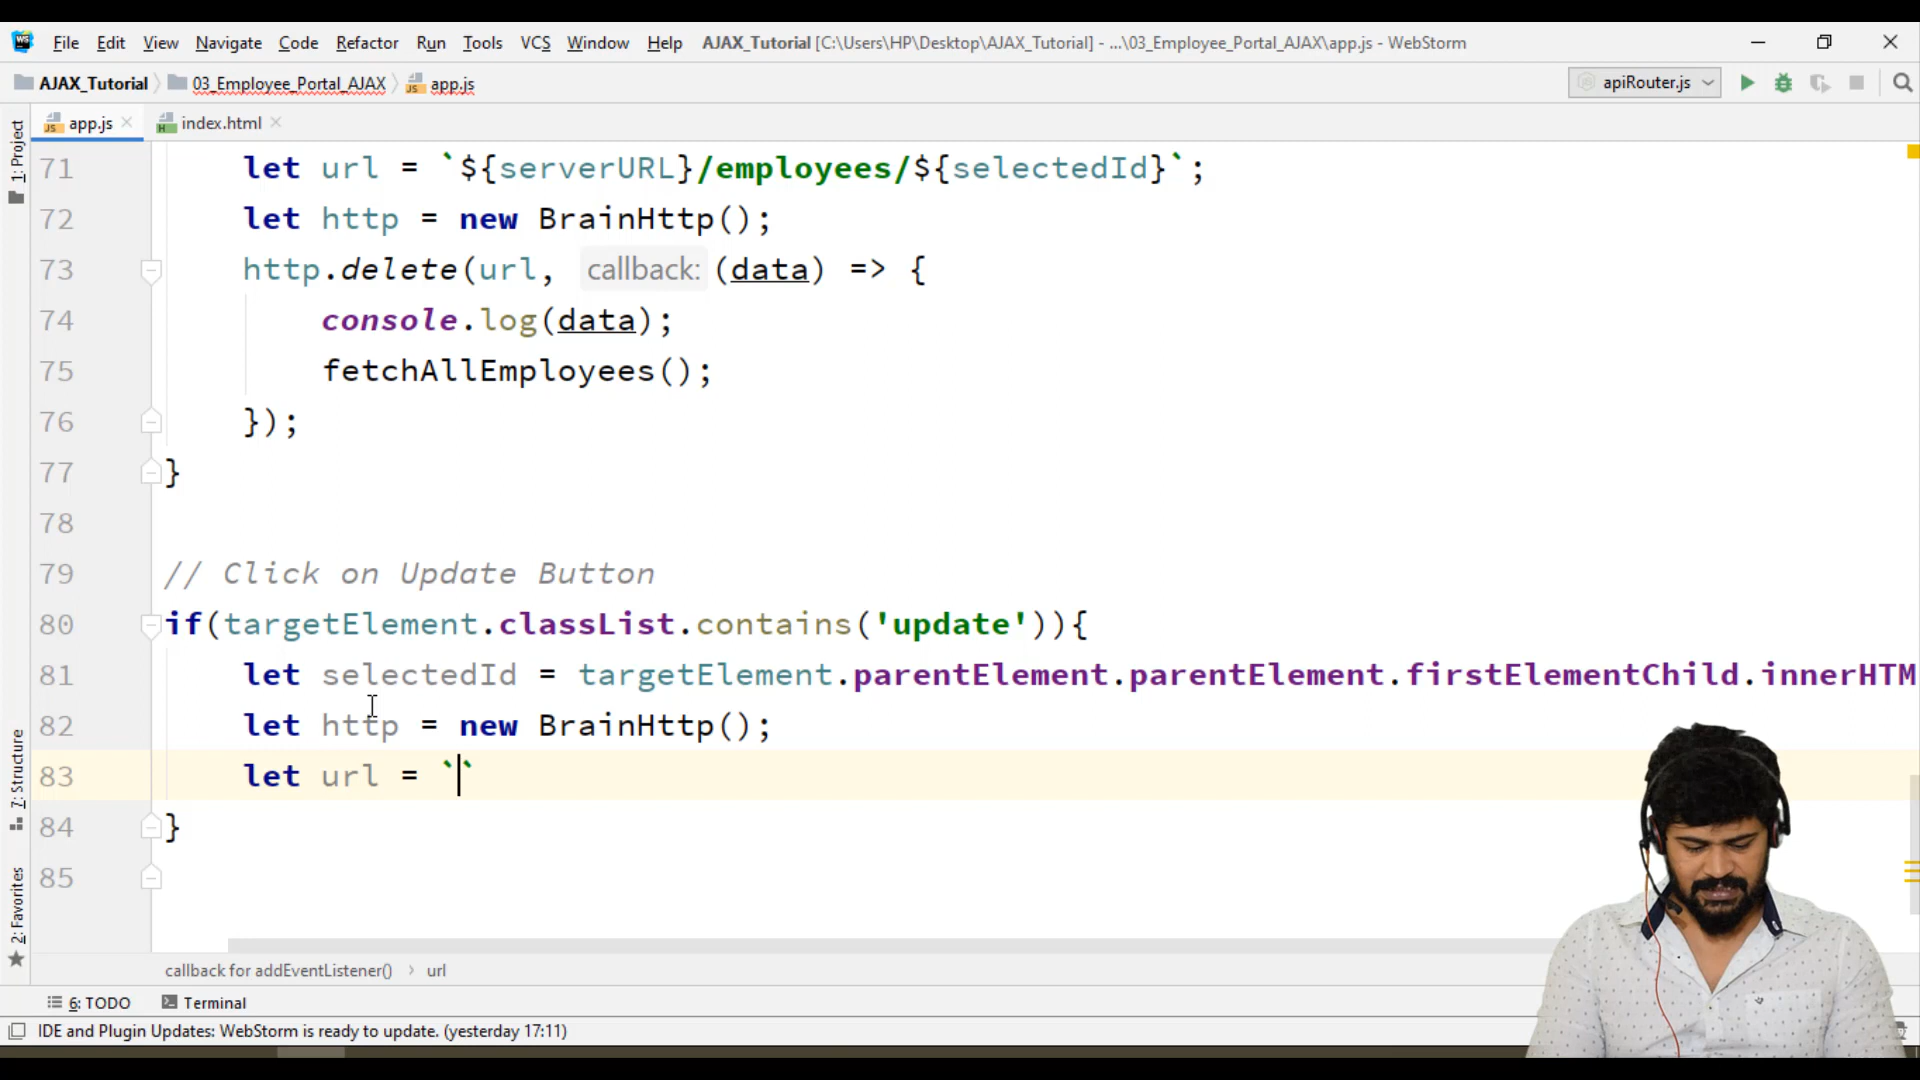 File Edit View Navigate Code Refactor Run Tools VCS Window Help AJAX_Tutorial [C:\Users\HP\Desktop\AJAX_Tutorial] - ...\03_Employee_Portal_AJAX\app.js - WebStorm
AJAX_Tutorial 03_Employee_Portal_AJAX app.js apiRouter.js
app.js index.html
1: Project
7: Structure
2: Favorites
71 let url = `${serverURL}/employees/${selectedId}`;
72 let http = new BrainHttp();
73 http.delete(url, callback: (data) => {
74 console.log(data);
75 fetchAllEmployees();
76 });
77 }
78
79 // Click on Update Button
80 if(targetElement.classList.contains('update')){
81 let selectedId = targetElement.parentElement.parentElement.firstElementChild.innerHTM
82 let http = new BrainHttp();
83 let url = ``
84 }
85
callback for addEventListener() › url
6: TODO Terminal
IDE and Plugin Updates: WebStorm is ready to update. (yesterday 17:11)